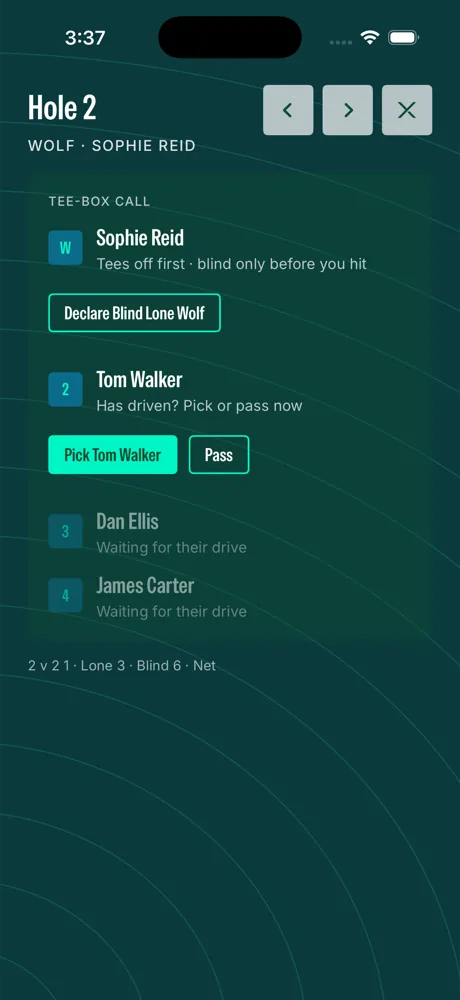 3:37
Hole 2
WOLF · SOPHIE REID
TEE-BOX CALL
W
Sophie Reid
Tees off first · blind only before you hit
Declare Blind Lone Wolf
2
Tom Walker
Has driven? Pick or pass now
Pick Tom Walker
Pass
3
Dan Ellis
Waiting for their drive
4
James Carter
Waiting for their drive
2 v 2 1 · Lone 3 · Blind 6 · Net